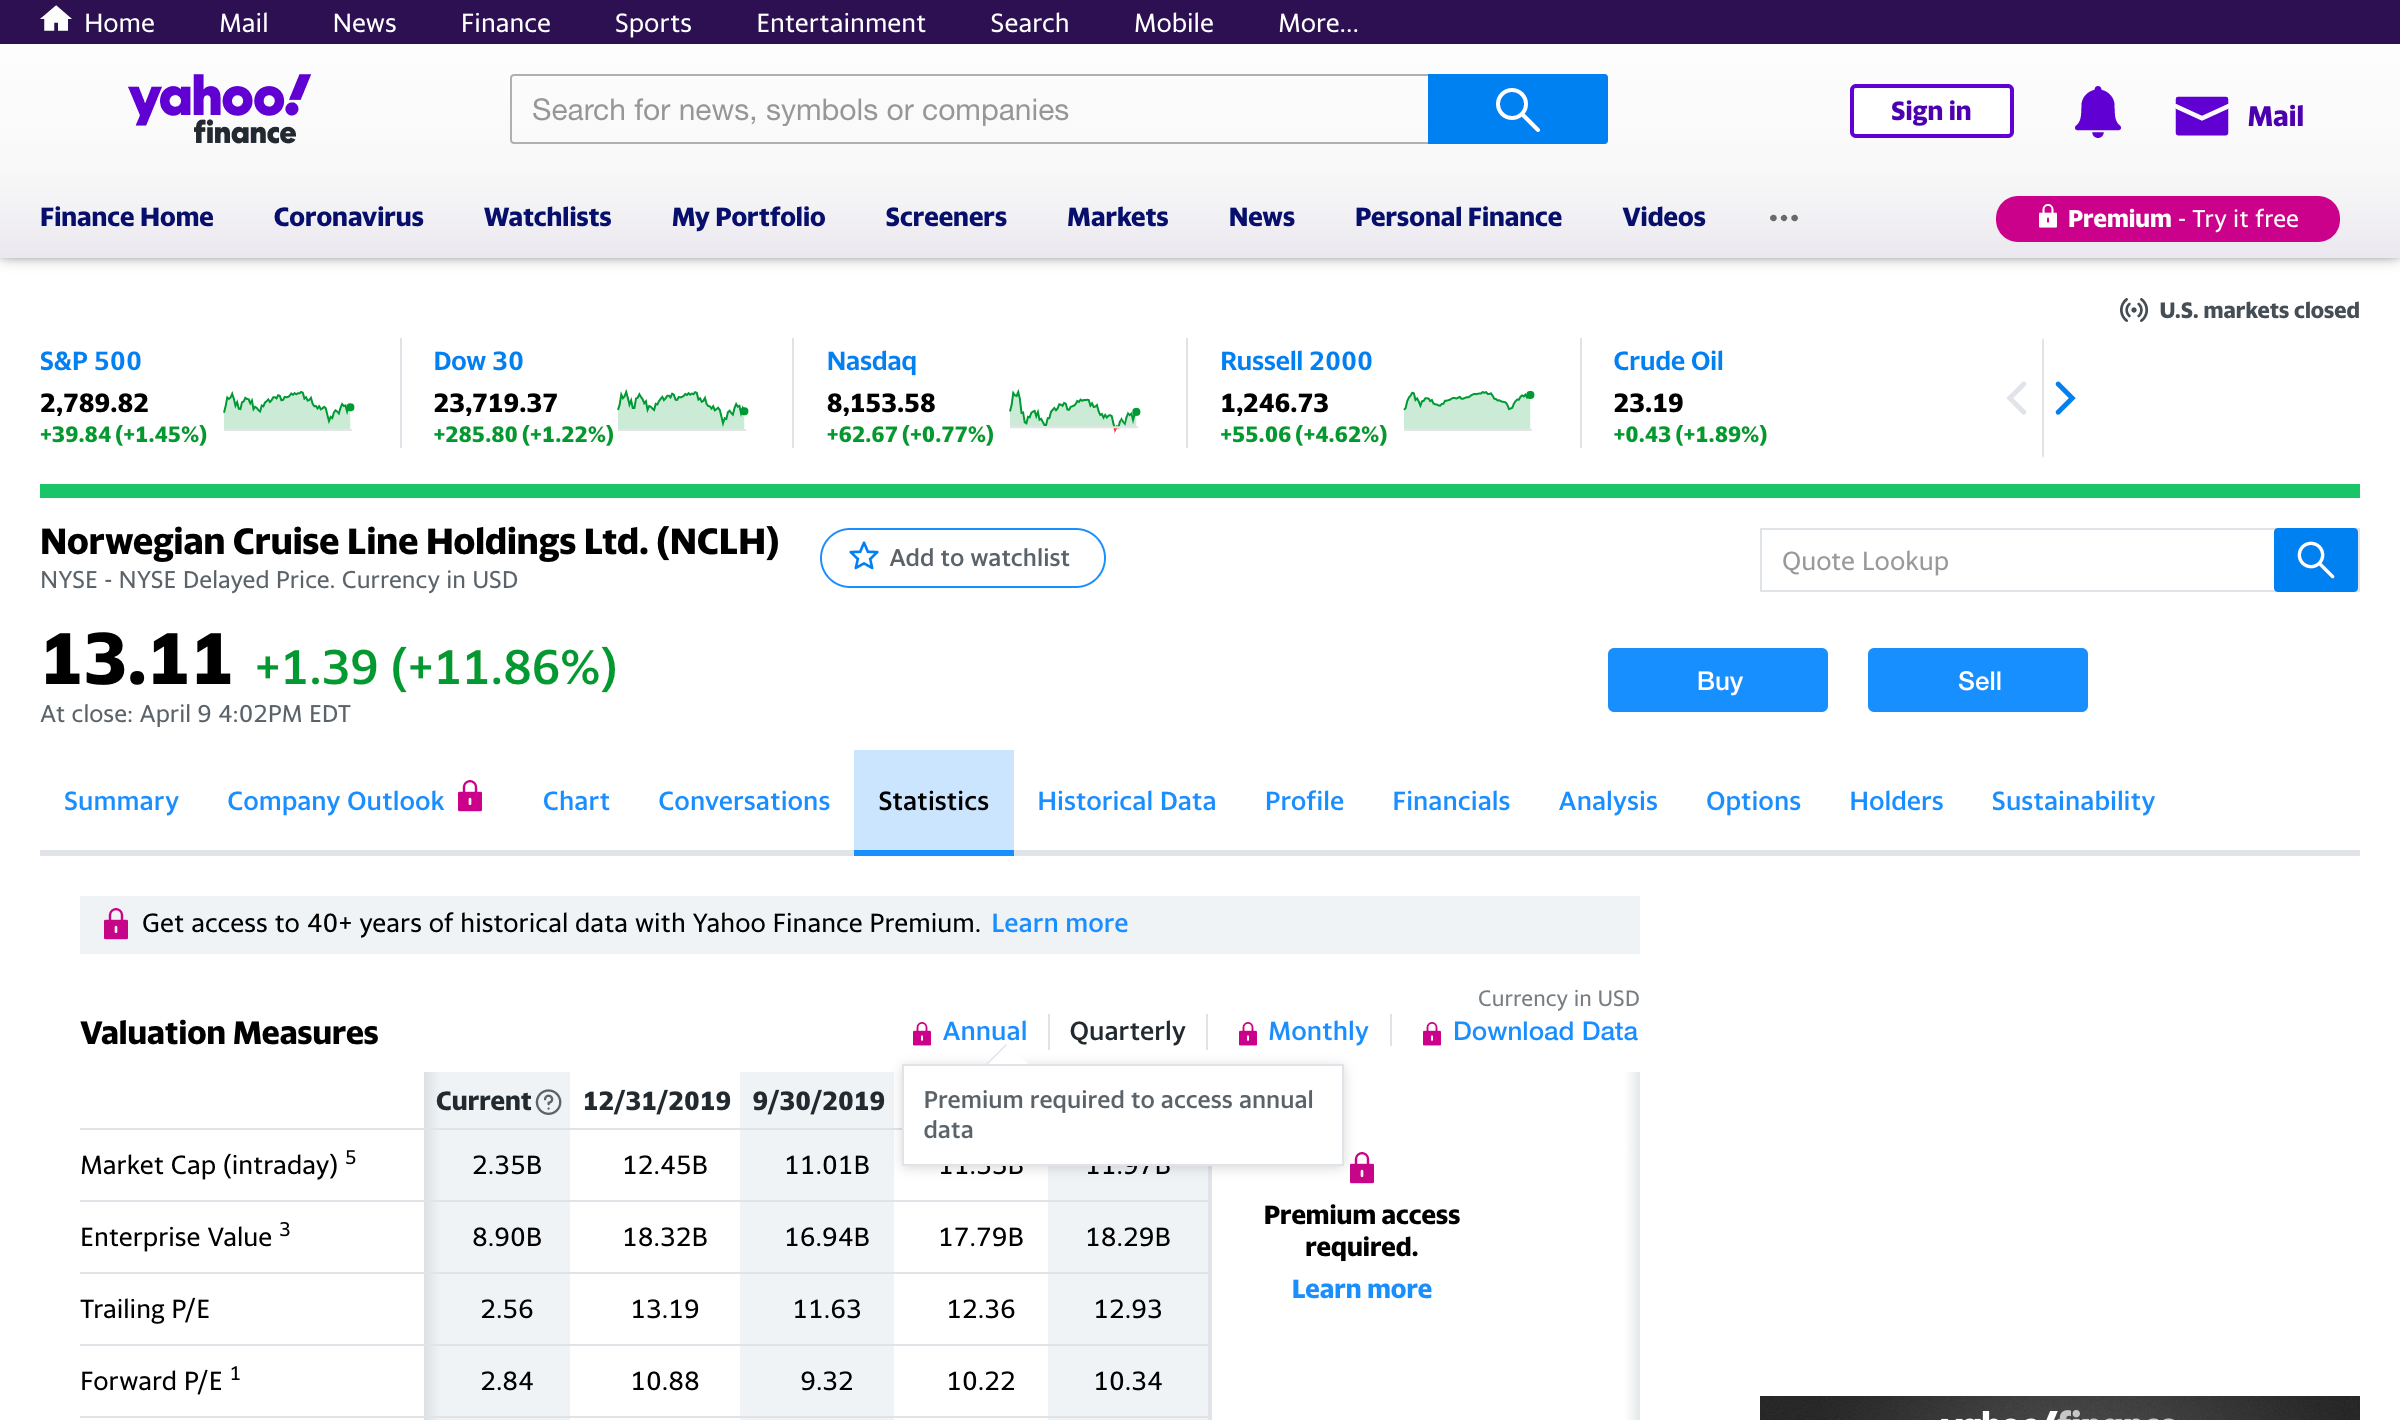 Home Mail News Finance Sports Entertainment Search Mobile More...
yahoo! finance
Search for news, symbols or companies
Sign in
Mail
Finance Home Coronavirus Watchlists My Portfolio Screeners Markets News Personal Finance Videos
Premium - Try it free
U.S. markets closed
S&P 500 Dow 30 Nasdaq Russell 2000 Crude Oil
2,789.82 23,719.37 8,153.58 1,246.73 23.19
+39.84 (+1.45%) +285.80 (+1.22%) +62.67 (+0.77%) +55.06 (+4.62%) +0.43 (+1.89%)
Norwegian Cruise Line Holdings Ltd. (NCLH)
Add to watchlist
Quote Lookup
NYSE - NYSE Delayed Price. Currency in USD
13.11 +1.39 (+11.86%)
Buy Sell
At close: April 9 4:02PM EDT
Summary Company Outlook Chart Conversations Statistics Historical Data Profile Financials Analysis Options Holders Sustainability
Get access to 40+ years of historical data with Yahoo Finance Premium. Learn more
Currency in USD
Valuation Measures Annual Quarterly Monthly Download Data
Current ? 12/31/2019 9/30/2019
Premium required to access annual
data
Market Cap (intraday) 5 2.35B 12.45B 11.01B
Enterprise Value 3 8.90B 18.32B 16.94B 17.79B 18.29B
Trailing P/E 2.56 13.19 11.63 12.36 12.93
Forward P/E 1 2.84 10.88 9.32 10.22 10.34
Premium access
required.
Learn more